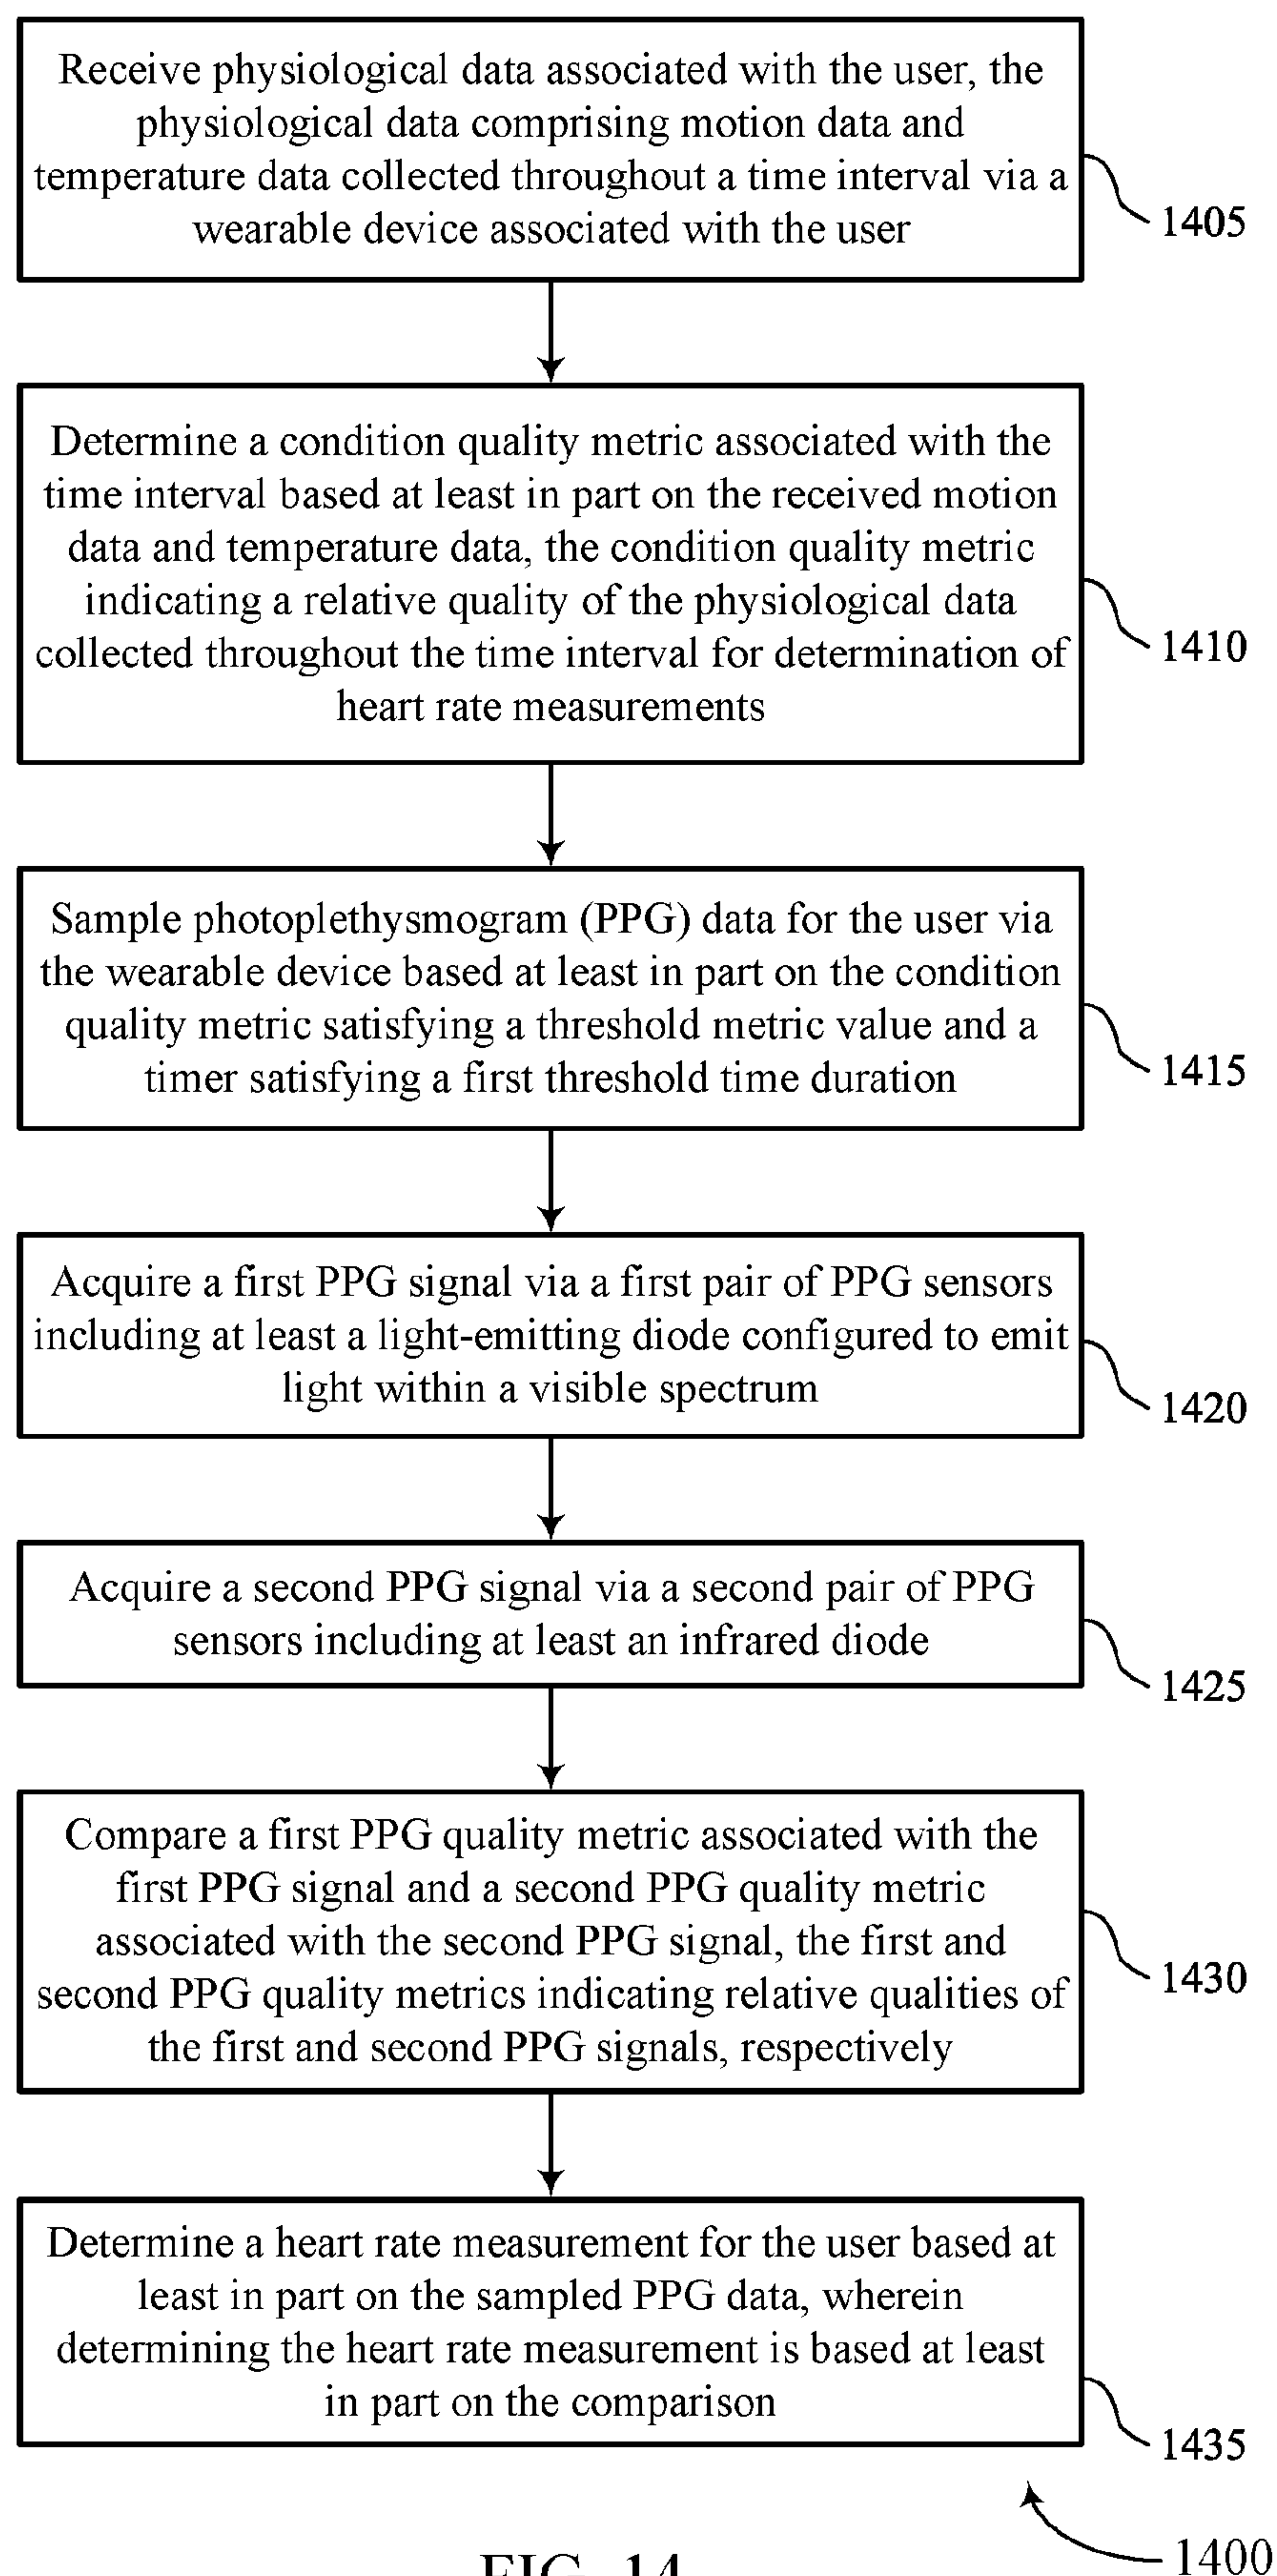 Receive physiological data associated with the user, the
physiological data comprising motion data and
temperature data collected throughout a time interval via a
wearable device associated with the user
1405
Determine a condition quality metric associated with the
time interval based at least in part on the received motion
data and temperature data, the condition quality metric
indicating a relative quality of the physiological data
collected throughout the time interval for determination of
heart rate measurements
1410
Sample photoplethysmogram (PPG) data for the user via
the wearable device based at least in part on the condition
quality metric satisfying a threshold metric value and a
timer satisfying a first threshold time duration
1415
Acquire a first PPG signal via a first pair of PPG sensors
including at least a light-emitting diode configured to emit
light within a visible spectrum
1420
Acquire a second PPG signal via a second pair of PPG
sensors including at least an infrared diode
1425
Compare a first PPG quality metric associated with the
first PPG signal and a second PPG quality metric
associated with the second PPG signal, the first and
second PPG quality metrics indicating relative qualities of
the first and second PPG signals, respectively
1430
Determine a heart rate measurement for the user based at
least in part on the sampled PPG data, wherein
determining the heart rate measurement is based at least
in part on the comparison
1435
1400
FIG. 14